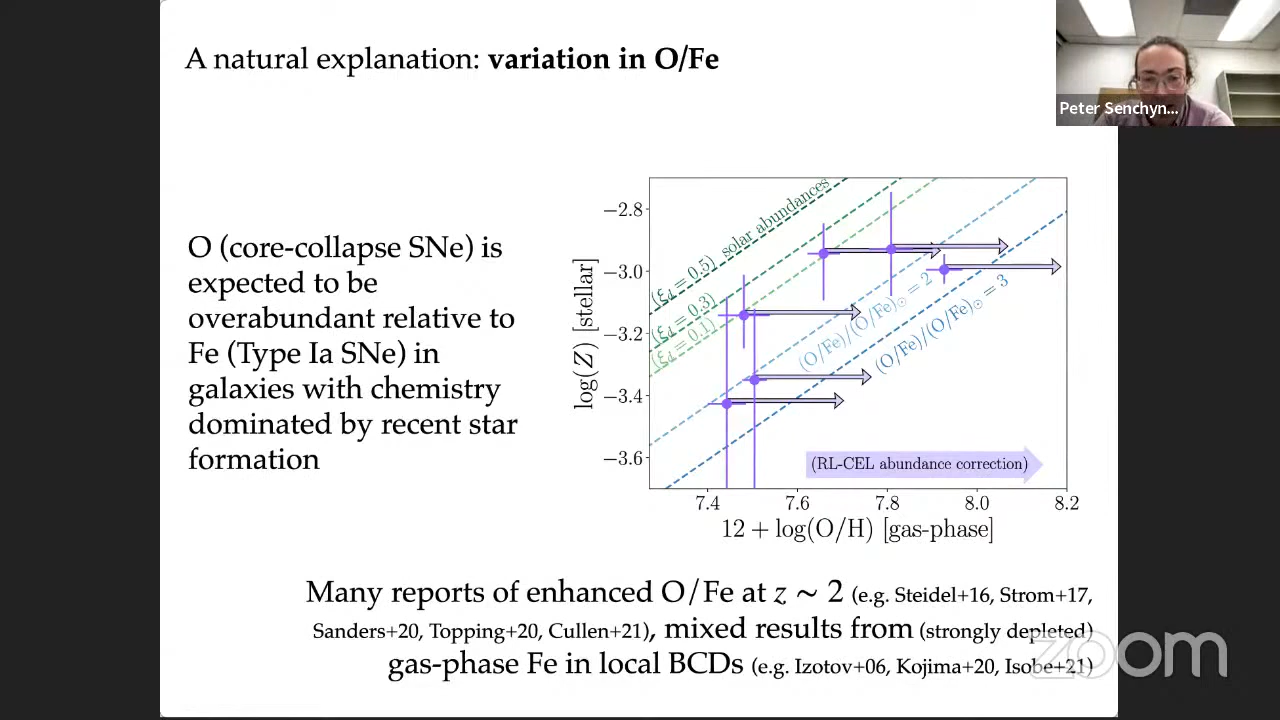 A natural explanation: variation in O/Fe
Peter Senchyn...
O (core-collapse SNe) is
expected to be
overabundant relative to
Fe (Type Ia SNe) in
galaxies with chemistry
dominated by recent star
formation
log(Z) [stellar]
−2.8
−3.0
−3.2
−3.4
−3.6
(ξd = 0.5) solar abundances
(ξd = 0.3)
(ξd = 0.1)
(O/Fe)/(O/Fe)⊙ = 2
(O/Fe)/(O/Fe)⊙ = 3
(RL-CEL abundance correction)
7.4 7.6 7.8 8.0 8.2
12 + log(O/H) [gas-phase]
Many reports of enhanced O/Fe at z ∼ 2 (e.g. Steidel+16, Strom+17,
Sanders+20, Topping+20, Cullen+21), mixed results from (strongly depleted)
gas-phase Fe in local BCDs (e.g. Izotov+06, Kojima+20, Isobe+21)
zoom